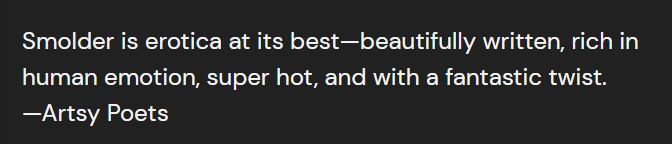 Smolder is erotica at its best—beautifully written, rich in
human emotion, super hot, and with a fantastic twist.
—Artsy Poets